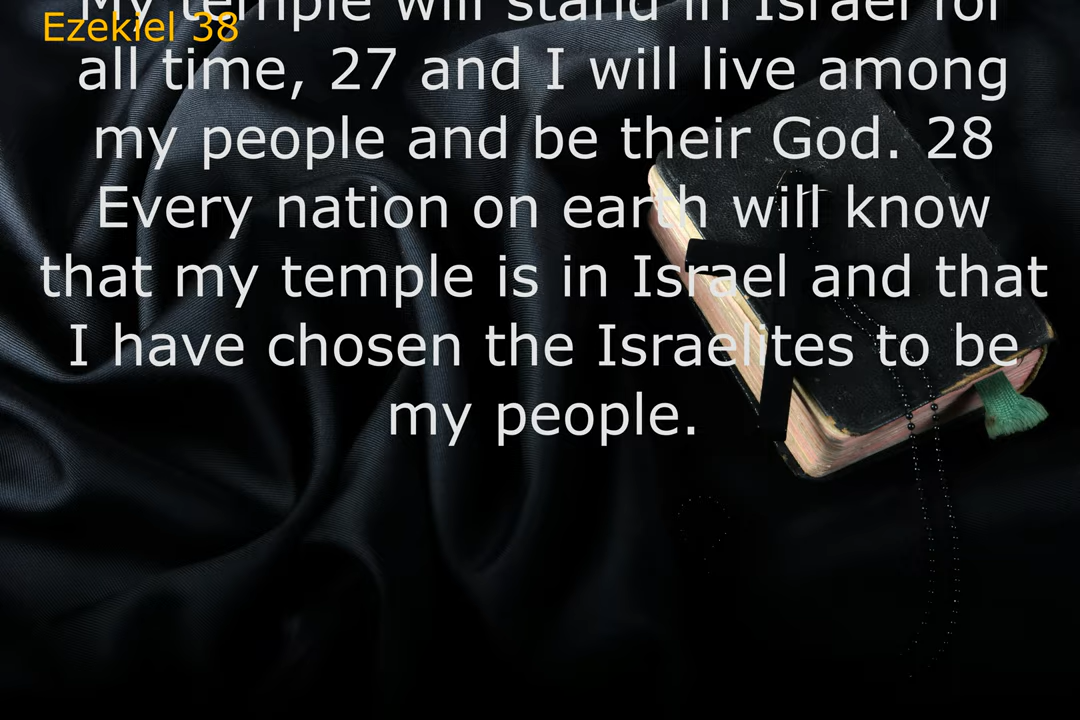 My temple will stand in Israel for
Ezekiel 38
all time, 27 and I will live among
my people and be their God. 28
Every nation on earth will know
that my temple is in Israel and that
I have chosen the Israelites to be
my people.